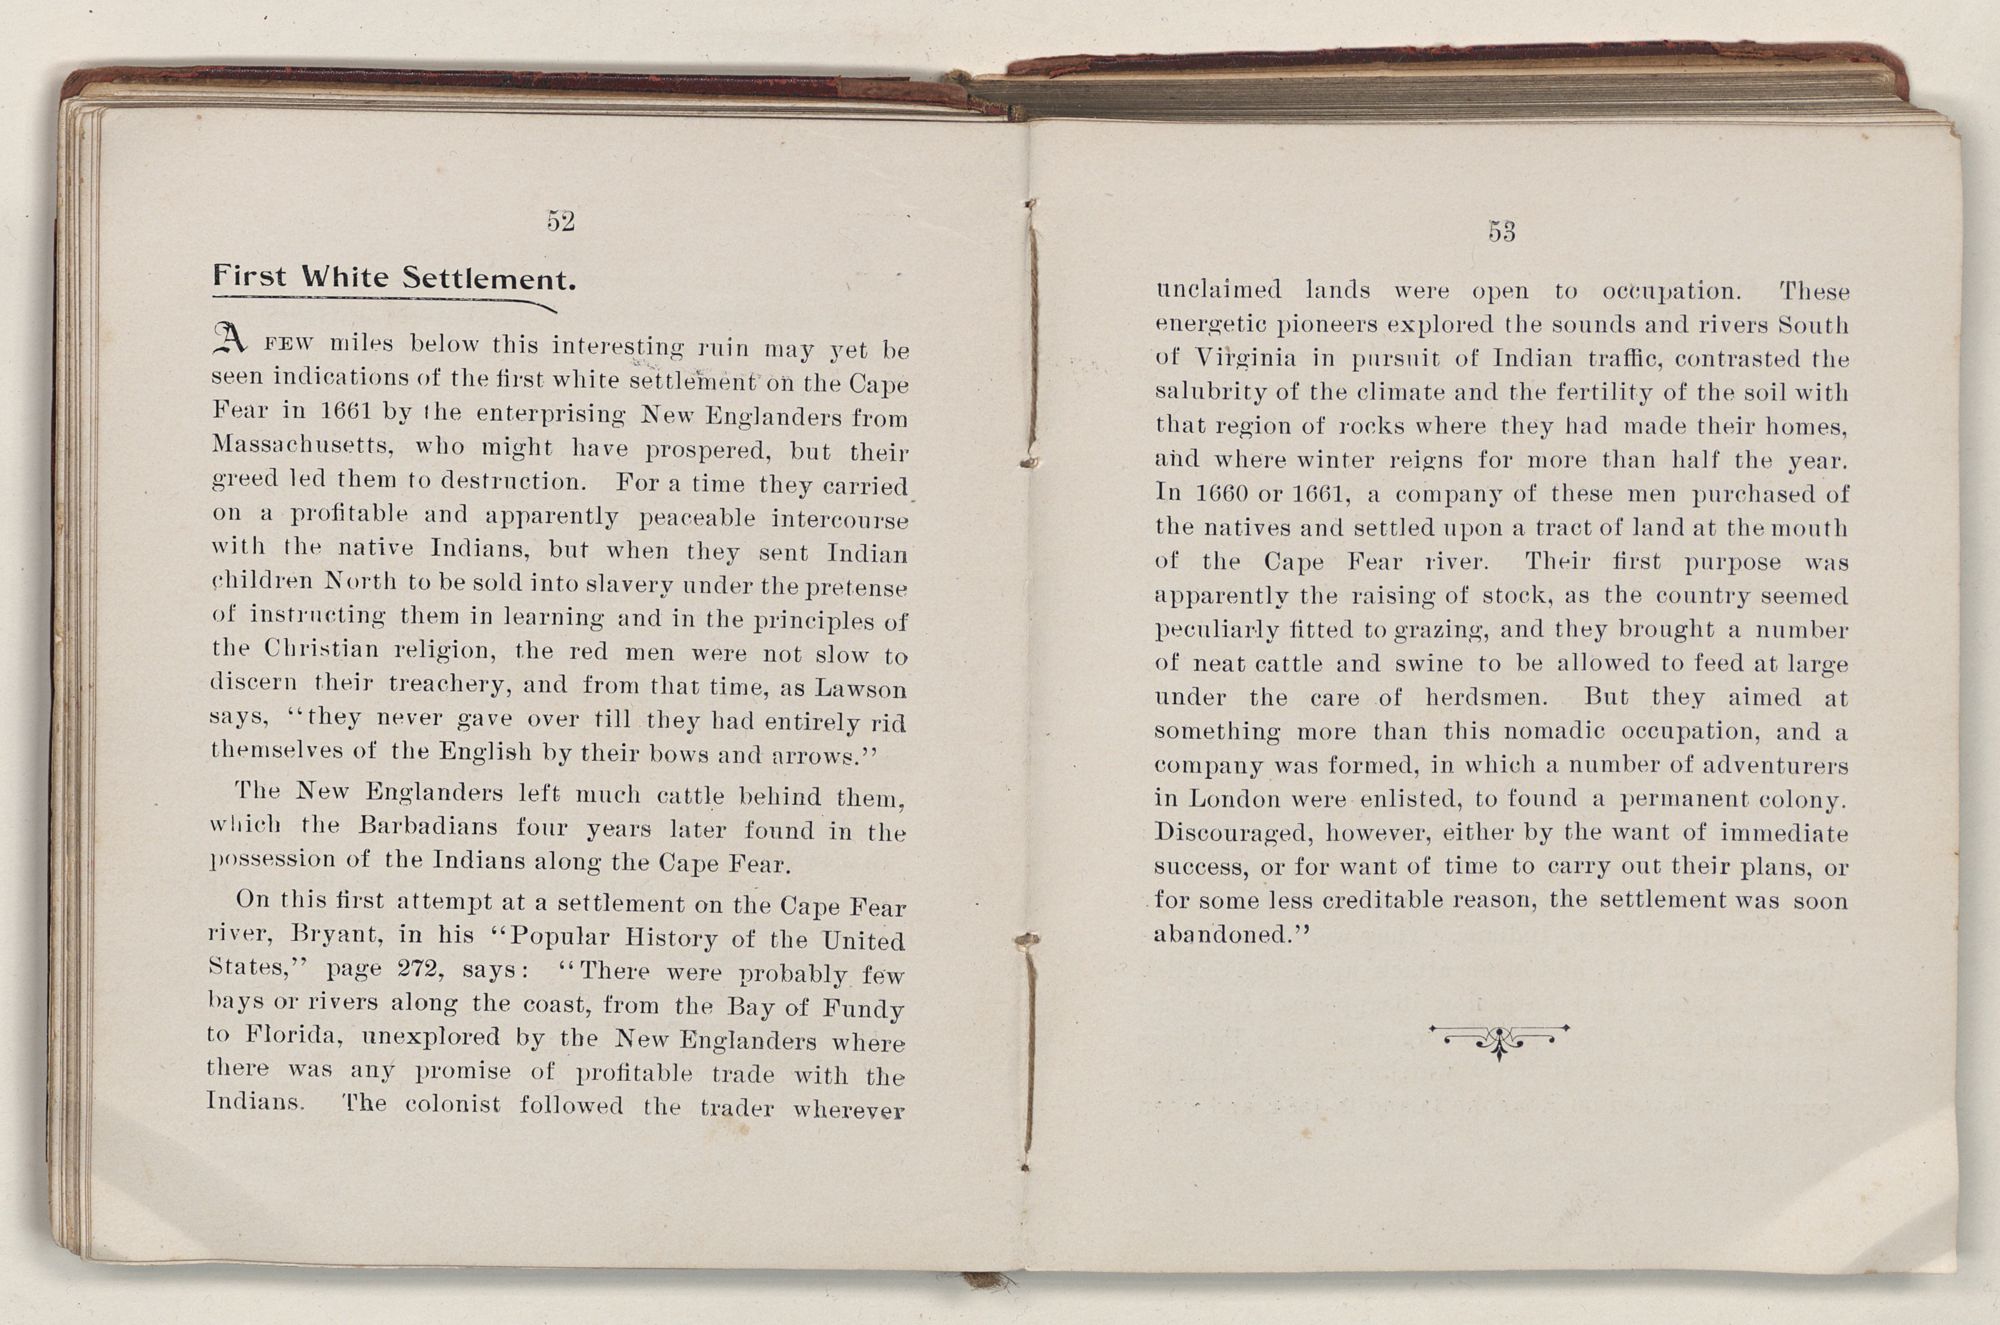 52
First White Settlement.
A FEW miles below this interesting ruin may yet be
seen indications of the first white settlement on the Cape
Fear in 1661 by the enterprising New Englanders from
Massachusetts, who might have prospered, but their
greed led them to destruction. For a time they carried
on a profitable and apparently peaceable intercourse
with the native Indians, but when they sent Indian
children North to be sold into slavery under the pretense
of instructing them in learning and in the principles of
the Christian religion, the red men were not slow to
discern their treachery, and from that time, as Lawson
says, “they never gave over till they had entirely rid
themselves of the English by their bows and arrows.”
The New Englanders left much cattle behind them,
which the Barbadians four years later found in the
possession of the Indians along the Cape Fear.
On this first attempt at a settlement on the Cape Fear
river, Bryant, in his “Popular History of the United
States,” page 272, says: “There were probably few
bays or rivers along the coast, from the Bay of Fundy
to Florida, unexplored by the New Englanders where
there was any promise of profitable trade with the
Indians. The colonist followed the trader wherever
53
unclaimed lands were open to occupation. These
energetic pioneers explored the sounds and rivers South
of Virginia in pursuit of Indian traffic, contrasted the
salubrity of the climate and the fertility of the soil with
that region of rocks where they had made their homes,
and where winter reigns for more than half the year.
In 1660 or 1661, a company of these men purchased of
the natives and settled upon a tract of land at the mouth
of the Cape Fear river. Their first purpose was
apparently the raising of stock, as the country seemed
peculiarly fitted to grazing, and they brought a number
of neat cattle and swine to be allowed to feed at large
under the care of herdsmen. But they aimed at
something more than this nomadic occupation, and a
company was formed, in which a number of adventurers
in London were enlisted, to found a permanent colony.
Discouraged, however, either by the want of immediate
success, or for want of time to carry out their plans, or
for some less creditable reason, the settlement was soon
abandoned.”